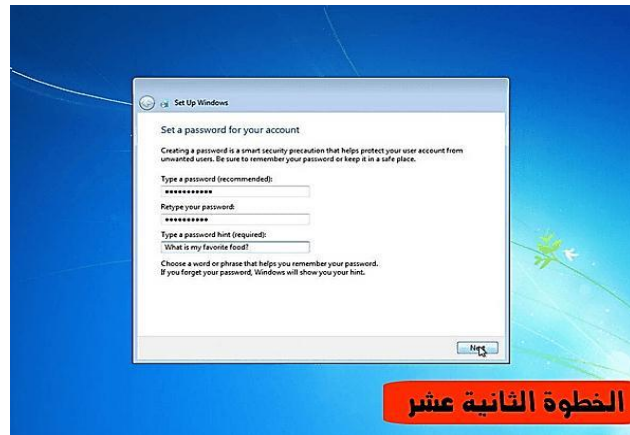 Set Up Windows
Set a password for your account
Creating a password is a smart security precaution that helps protect your user account from
unwanted users. Be sure to remember your password or keep it in a safe place.
Type a password (recommended):
•••••••••••
Retype your password:
••••••••••
Type a password hint (required):
What is my favorite food?
Choose a word or phrase that helps you remember your password.
If you forget your password, Windows will show you your hint.
Next
الخطوة الثانية عشر